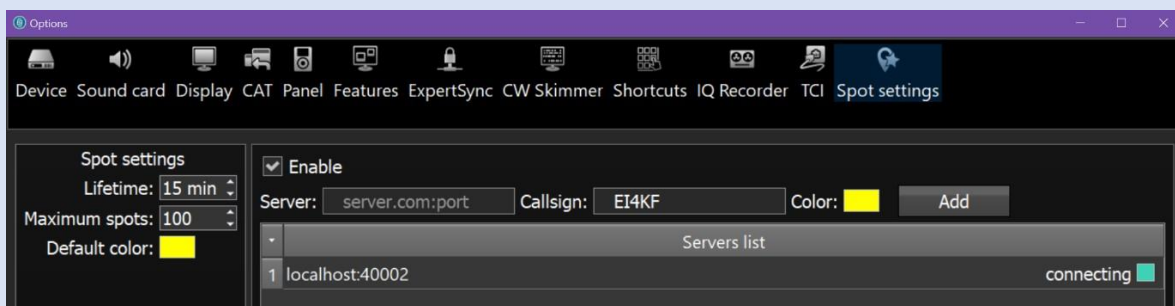 Options
Device Sound card Display CAT Panel Features ExpertSync CW Skimmer Shortcuts IQ Recorder TCI Spot settings
Spot settings
Lifetime: 15 min
Maximum spots: 100
Default color:
Enable
Server: server.com:port Callsign: EI4KF Color: Add
Servers list
1 localhost:40002 connecting